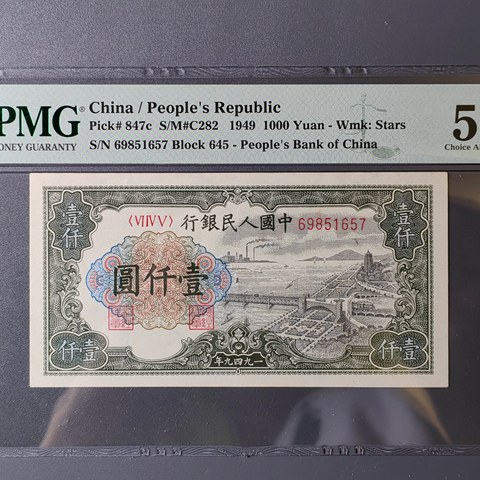 PMG
ONEY GUARANTY
China / People's Republic
Pick# 847c S/M#C282 1949 1000 Yuan - Wmk: Stars
S/N 69851657 Block 645 - People's Bank of China
5
Choice A
壹仟
〈VIIVV〉 行銀民人國中 69851657
壹仟
圓仟壹
仟壹
年九四九一
仟壹